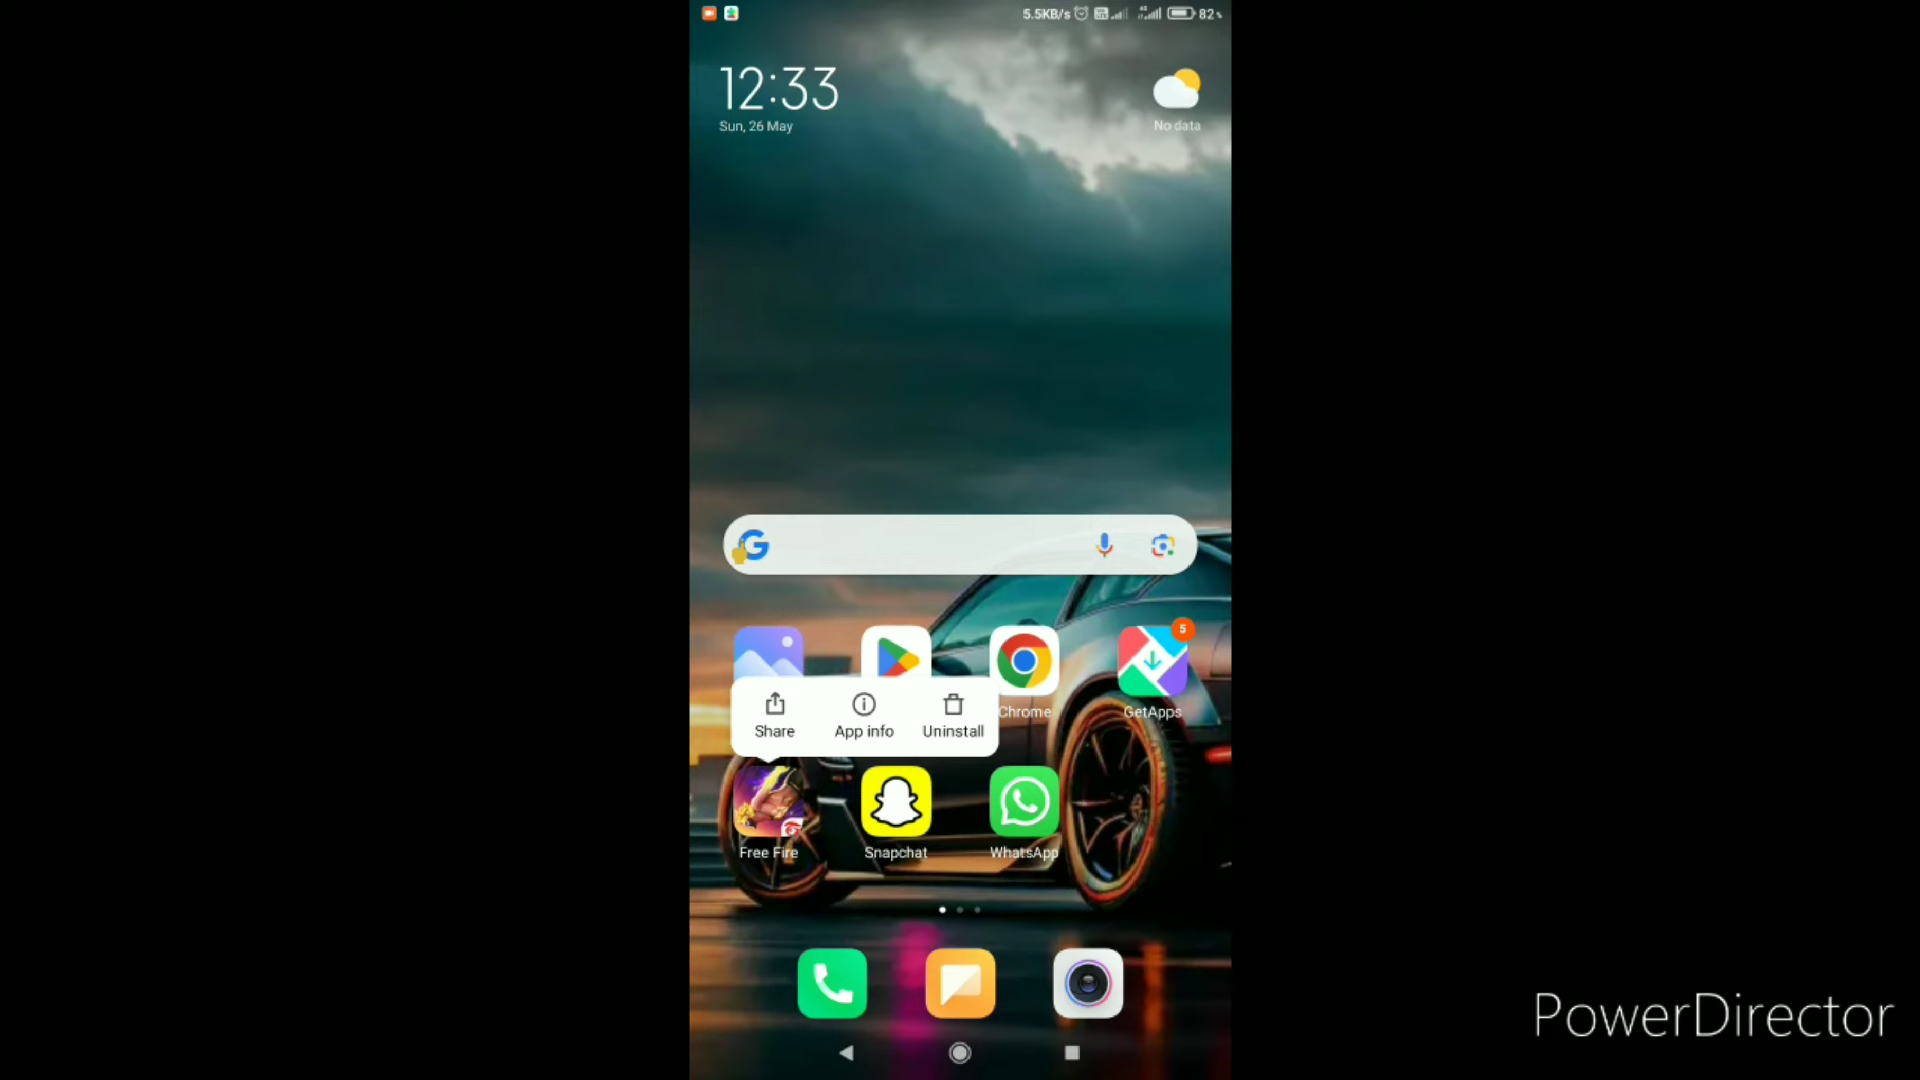 5.5KB/s 82%
12:33
Sun, 26 May
No data
G
5
Chrome
GetApps
Share
App info
Uninstall
Free Fire
Snapchat
WhatsApp
PowerDirector